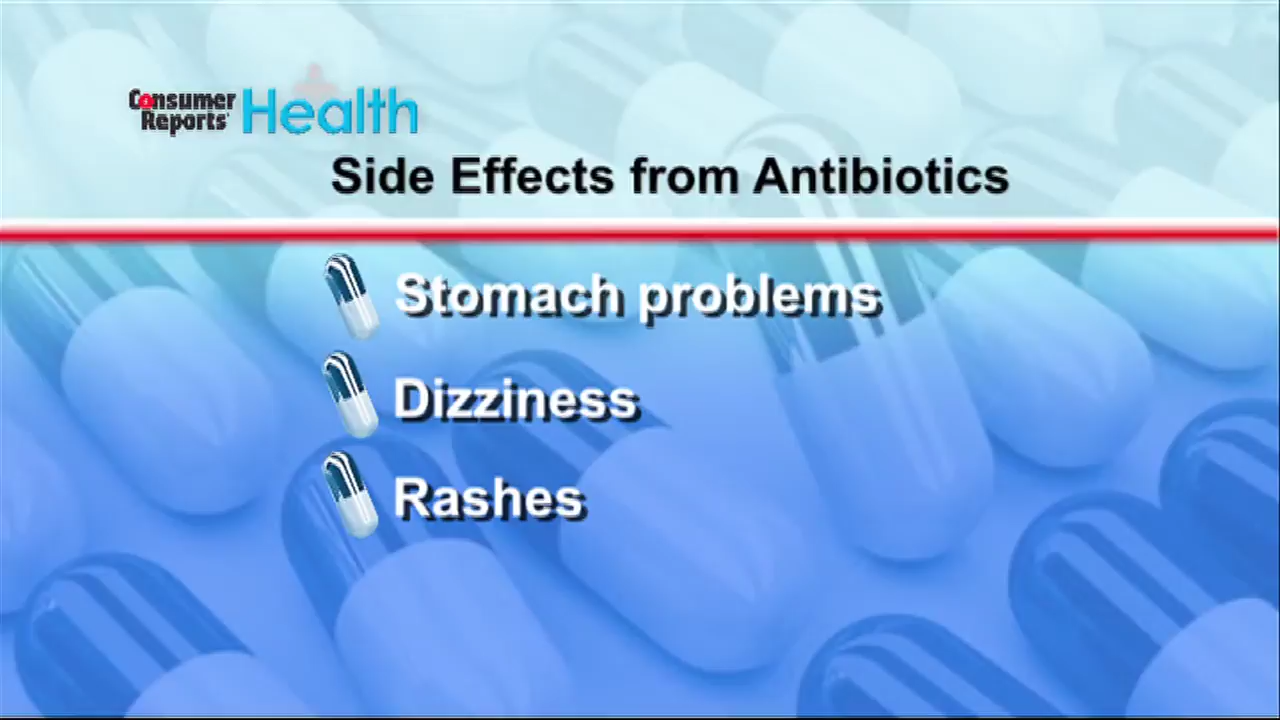 Consumer
Reports Health
Side Effects from Antibiotics
Stomach problems
Dizziness
Rashes